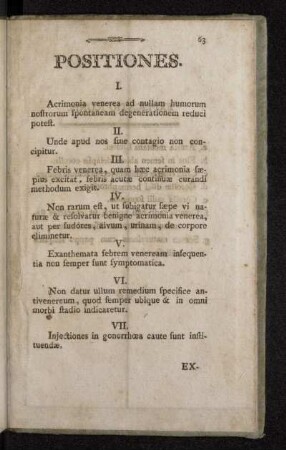 63
POSITIONES.
I.
Acrimonia venerea ad nullam humorum
nostrorum spontaneam degenerationem reduci
potest.
II.
Unde apud nos sine contagio non con-
cipitur.
III.
Febris venerea, quam hæc acrimonia sæ-
pius excitat, febris acutæ continuæ curandi
methodum exigit.
IV.
Non rarum est, ut subigatur sæpe vi na-
turæ & resolvatur benigne acrimonia venerea,
aut per sudores, alvum, urinam, de corpore
eliminetur.
V.
Exanthemata febrem veneream insequen-
tia non semper sunt symptomatica.
VI.
Non datur ullum remedium specifice an-
tivenereum, quod semper ubique & in omni
morbi stadio indicaretur.
VII.
Injectiones in gonorrhœa caute sunt insti-
tuendæ.
EX-